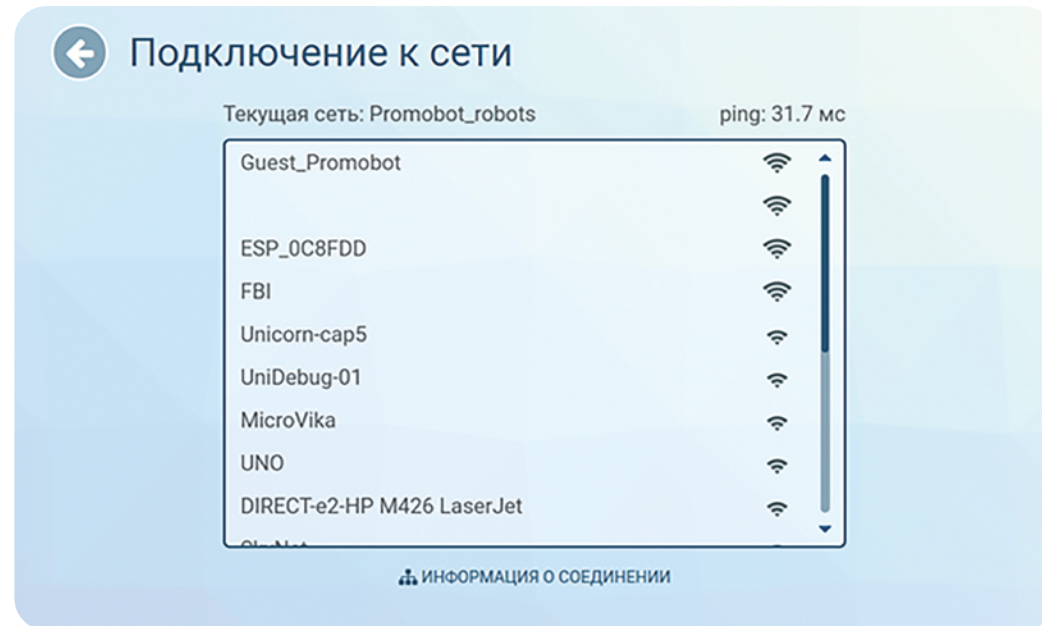 Подключение к сети
Текущая сеть: Promobot_robots ping: 31.7 мс
Guest_Promobot
ESP_0C8FDD
FBI
Unicorn-cap5
UniDebug-01
MicroVika
UNO
DIRECT-e2-HP M426 LaserJet
ИНФОРМАЦИЯ О СОЕДИНЕНИИ